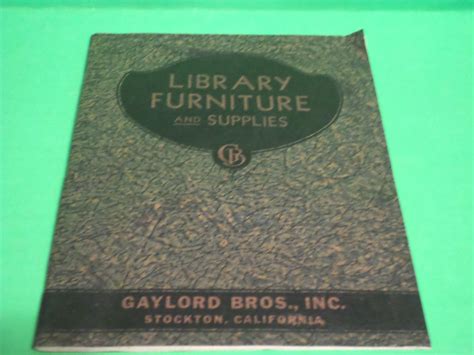 LIBRARY
FURNITURE
AND SUPPLIES
GB
GAYLORD BROS., INC.
STOCKTON, CALIFORNIA